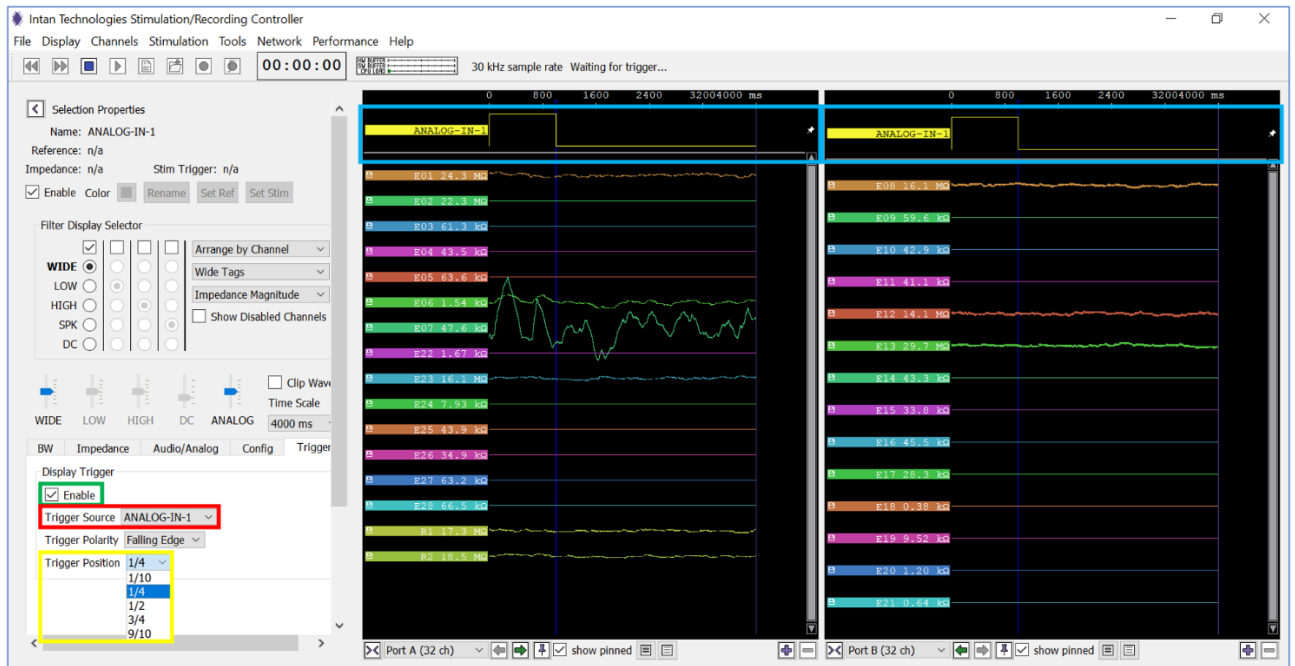 Intan Technologies Stimulation/Recording Controller
File Display Channels Stimulation Tools Network Performance Help
00:00:00 HW BUFFER
SW BUFFER
CPU LOAD
30 kHz sample rate Waiting for trigger...
Selection Properties
Name: ANALOG-IN-1
Reference: n/a
Impedance: n/a Stim Trigger: n/a
Enable Color Rename Set Ref Set Stim
Filter Display Selector
Arrange by Channel
WIDE
Wide Tags
LOW
Impedance Magnitude
HIGH
Show Disabled Channels
SPK
DC
Clip Wave
Time Scale
WIDE LOW HIGH DC ANALOG 4000 ms
BW Impedance Audio/Analog Config Trigger
Display Trigger
Enable
Trigger Source ANALOG-IN-1
Trigger Polarity Falling Edge
Trigger Position 1/4
1/10
1/4
1/2
3/4
9/10
0 800 1600 2400 32004000 ms
ANALOG-IN-1
E01 24.3 MΩ
E02 22.3 MΩ
E03 61.3 kΩ
E04 43.5 kΩ
E05 63.6 kΩ
E06 1.54 kΩ
E07 47.6 kΩ
E22 1.67 kΩ
E23 16.1 MΩ
E24 7.93 kΩ
E25 43.9 kΩ
E26 34.9 kΩ
E27 63.2 kΩ
E28 66.5 kΩ
R1 17.3 MΩ
R2 18.5 MΩ
Port A (32 ch) show pinned
0 800 1600 2400 32004000 ms
ANALOG-IN-1
E08 16.1 MΩ
E09 59.6 kΩ
E10 42.9 kΩ
E11 41.1 kΩ
E12 14.1 MΩ
E13 29.7 MΩ
E14 43.3 kΩ
E15 33.8 kΩ
E16 45.5 kΩ
E17 28.3 kΩ
E18 0.38 kΩ
E19 9.52 kΩ
E20 1.20 kΩ
E21 0.64 kΩ
Port B (32 ch) show pinned